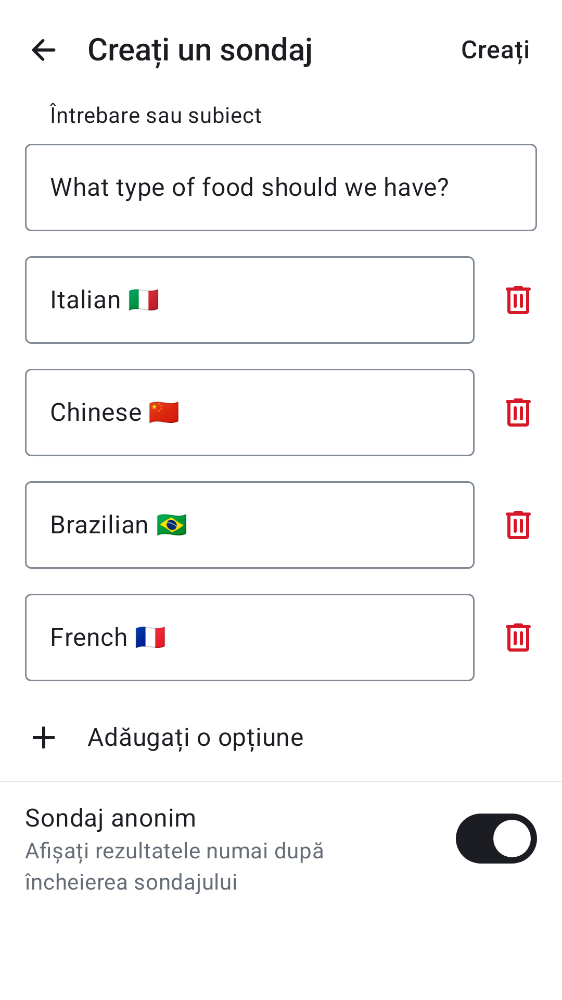 Creați un sondaj
Creați
Întrebare sau subiect
What type of food should we have?
Italian 🇮🇹
Chinese 🇨🇳
Brazilian 🇧🇷
French 🇫🇷
Adăugați o opțiune
Sondaj anonim
Afișați rezultatele numai după
încheierea sondajului